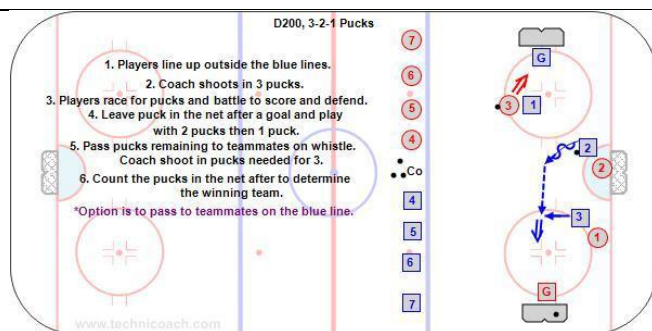 D200, 3-2-1 Pucks
1. Players line up outside the blue lines.
2. Coach shoots in 3 pucks.
3. Players race for pucks and battle to score and defend.
4. Leave puck in the net after a goal and play
with 2 pucks then 1 puck.
5. Pass pucks remaining to teammates on whistle.
Coach shoot in pucks needed for 3.
6. Count the pucks in the net after to determine
the winning team.
*Option is to pass to teammates on the blue line.
7
6
5
4
Co
4
5
6
7
G
3 1
2
2
3
1
G
www.technicoach.com